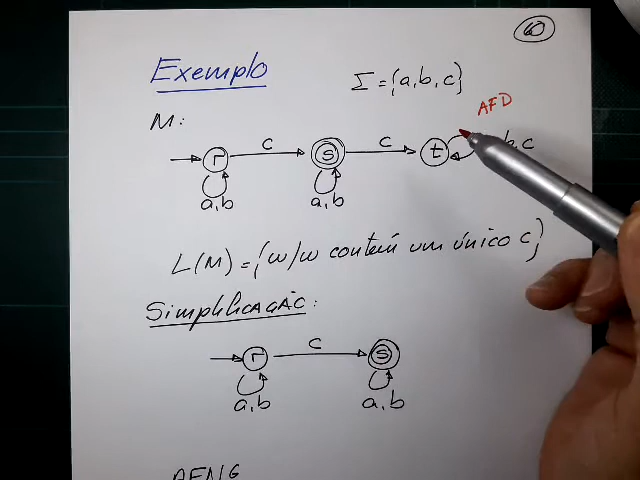 60
Exemplo
Σ = {a, b, c}
AFD
M:
r c s c t b, c
a, b a, b
L(M) = {w/w contém um único c}
Simplificação:
r c s
a, b a, b
AFNG